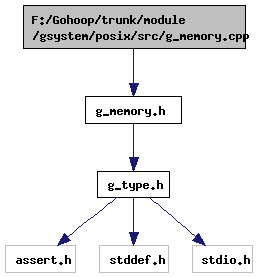 F:/Gohoop/trunk/module
/gsystem/posix/src/g_memory.cpp
g_memory.h
g_type.h
assert.h
stddef.h
stdio.h